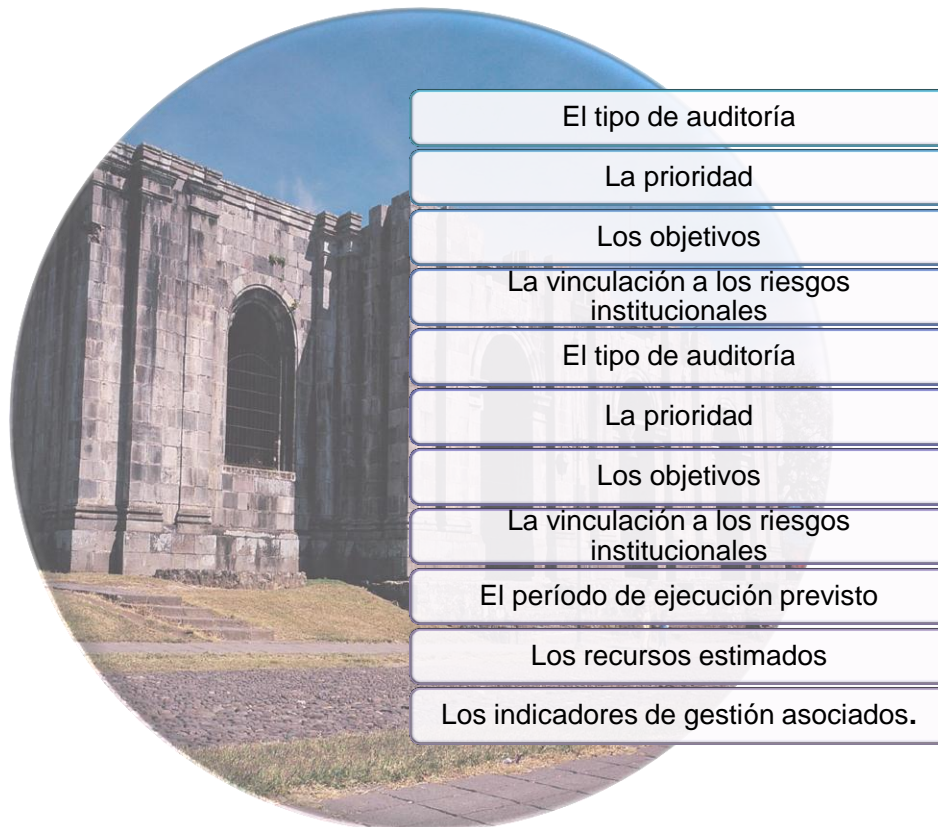 El tipo de auditoría
La prioridad
Los objetivos
La vinculación a los riesgos
institucionales
El tipo de auditoría
La prioridad
Los objetivos
La vinculación a los riesgos
institucionales
El período de ejecución previsto
Los recursos estimados
Los indicadores de gestión asociados.